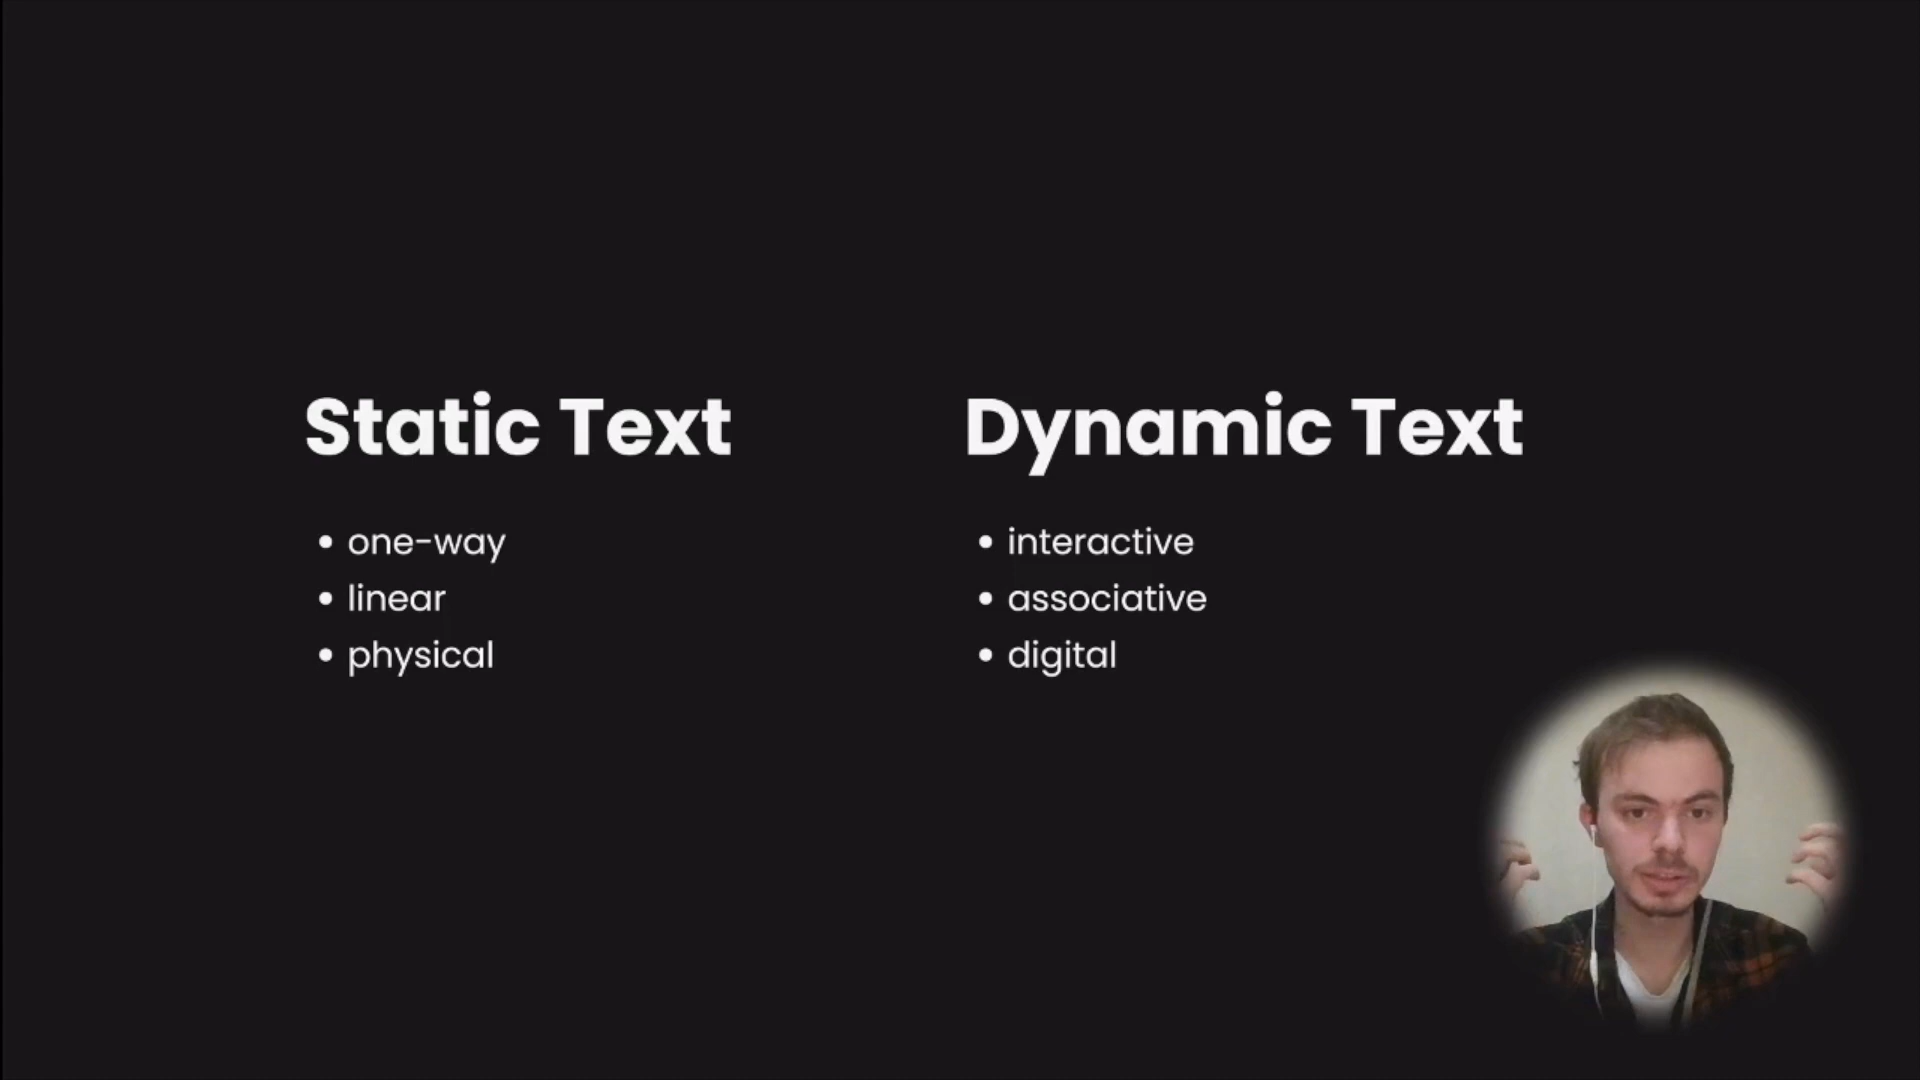 Static Text
one-way
linear
physical
Dynamic Text
interactive
associative
digital